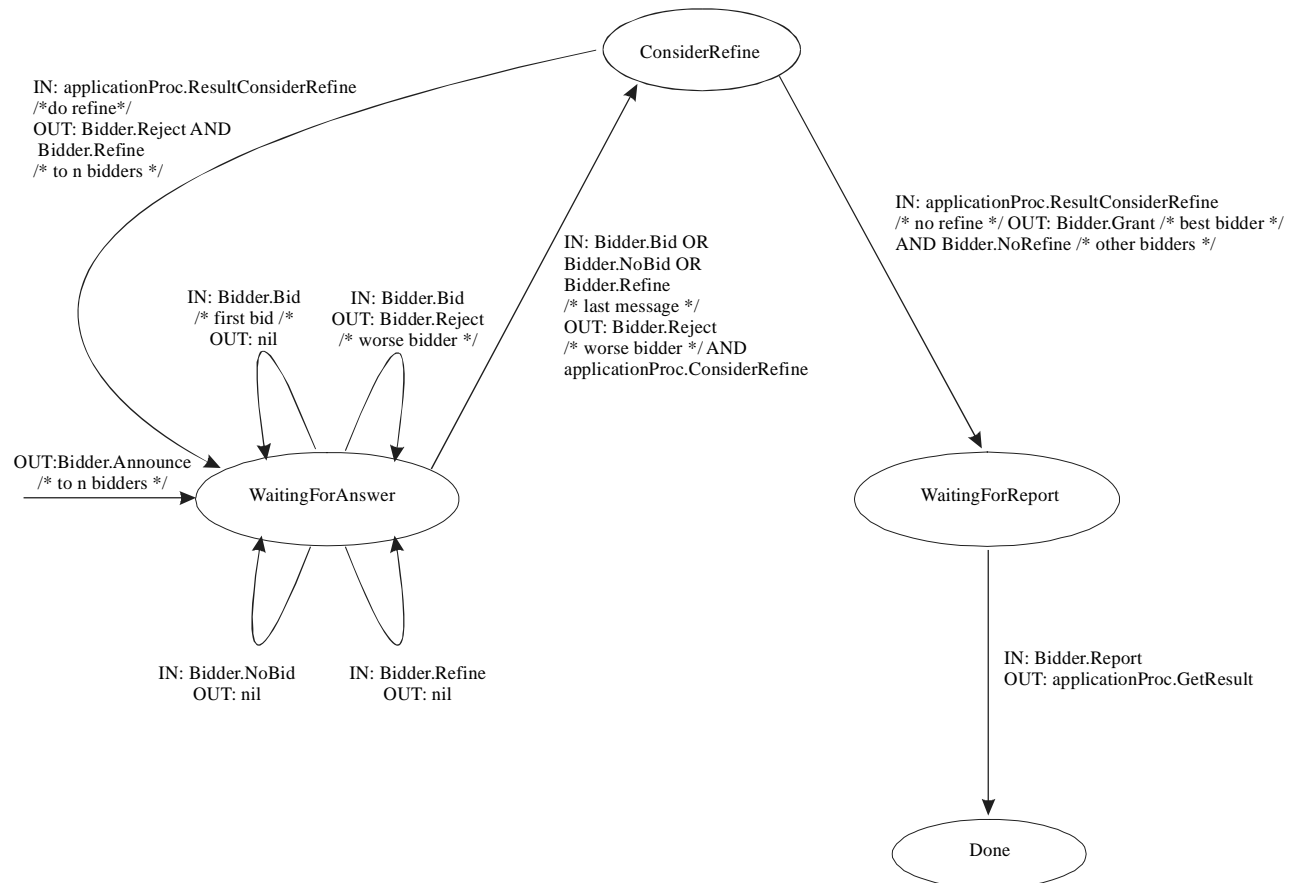 ConsiderRefine
IN: applicationProc.ResultConsiderRefine
/*do refine*/
OUT: Bidder.Reject AND
Bidder.Refine
/* to n bidders */
IN: applicationProc.ResultConsiderRefine
/* no refine */ OUT: Bidder.Grant /* best bidder */
AND Bidder.NoRefine /* other bidders */
IN: Bidder.Bid OR
Bidder.NoBid OR
Bidder.Refine
/* last message */
OUT: Bidder.Reject
/* worse bidder */ AND
applicationProc.ConsiderRefine
IN: Bidder.Bid
/* first bid /*
OUT: nil
IN: Bidder.Bid
OUT: Bidder.Reject
/* worse bidder */
OUT:Bidder.Announce
/* to n bidders */
WaitingForAnswer
WaitingForReport
IN: Bidder.NoBid
OUT: nil
IN: Bidder.Refine
OUT: nil
IN: Bidder.Report
OUT: applicationProc.GetResult
Done